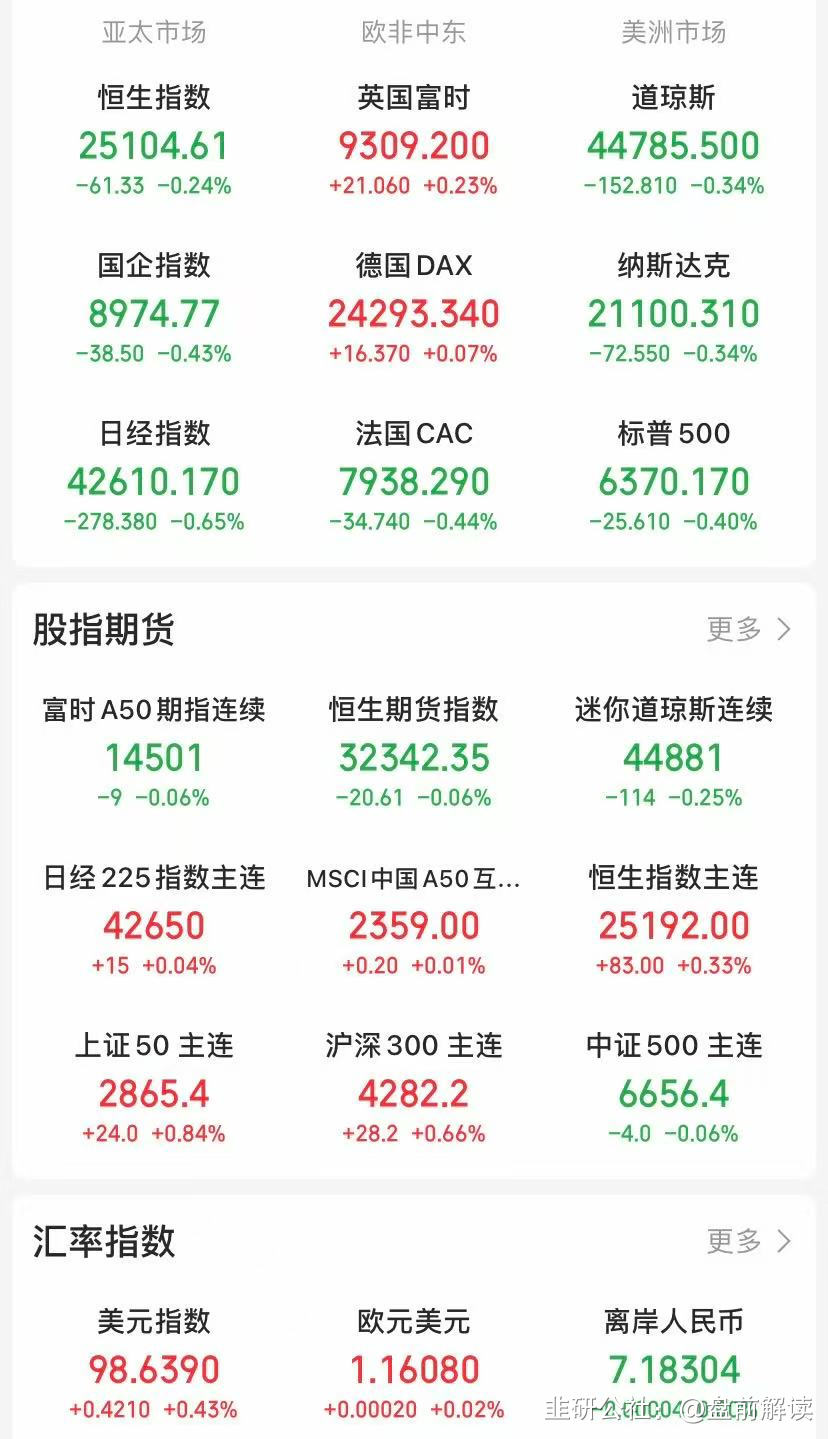 亚太市场 欧非中东 美洲市场
恒生指数 英国富时 道琼斯
25104.61 9309.200 44785.500
-61.33 -0.24% +21.060 +0.23% -152.810 -0.34%
国企指数 德国DAX 纳斯达克
8974.77 24293.340 21100.310
-38.50 -0.43% +16.370 +0.07% -72.550 -0.34%
日经指数 法国CAC 标普500
42610.170 7938.290 6370.170
-278.380 -0.65% -34.740 -0.44% -25.610 -0.40%
股指期货 更多 >
富时A50期指连续 恒生期货指数 迷你道琼斯连续
14501 32342.35 44881
-9 -0.06% -20.61 -0.06% -114 -0.25%
日经225指数主连 MSCI中国A50互... 恒生指数主连
42650 2359.00 25192.00
+15 +0.04% +0.20 +0.01% +83.00 +0.33%
上证50 主连 沪深300 主连 中证500 主连
2865.4 4282.2 6656.4
+24.0 +0.84% +28.2 +0.66% -4.0 -0.06%
汇率指数 更多 >
美元指数 欧元美元 离岸人民币
98.6390 1.16080 7.18304
+0.4210 +0.43% +0.00020 +0.02%
韭研公社：@盘前解读